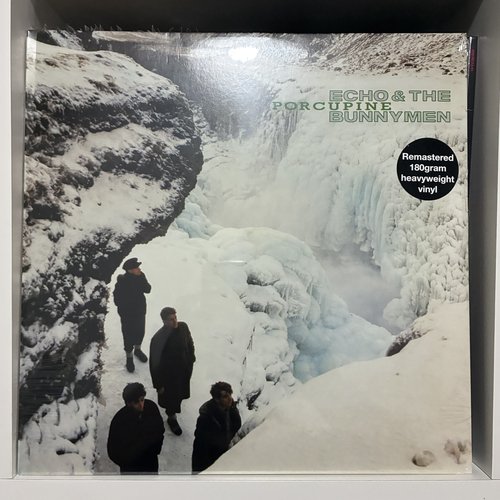 ECHO & THE
PORCUPINE
BUNNYMEN
Remastered
180gram
heavyweight
vinyl